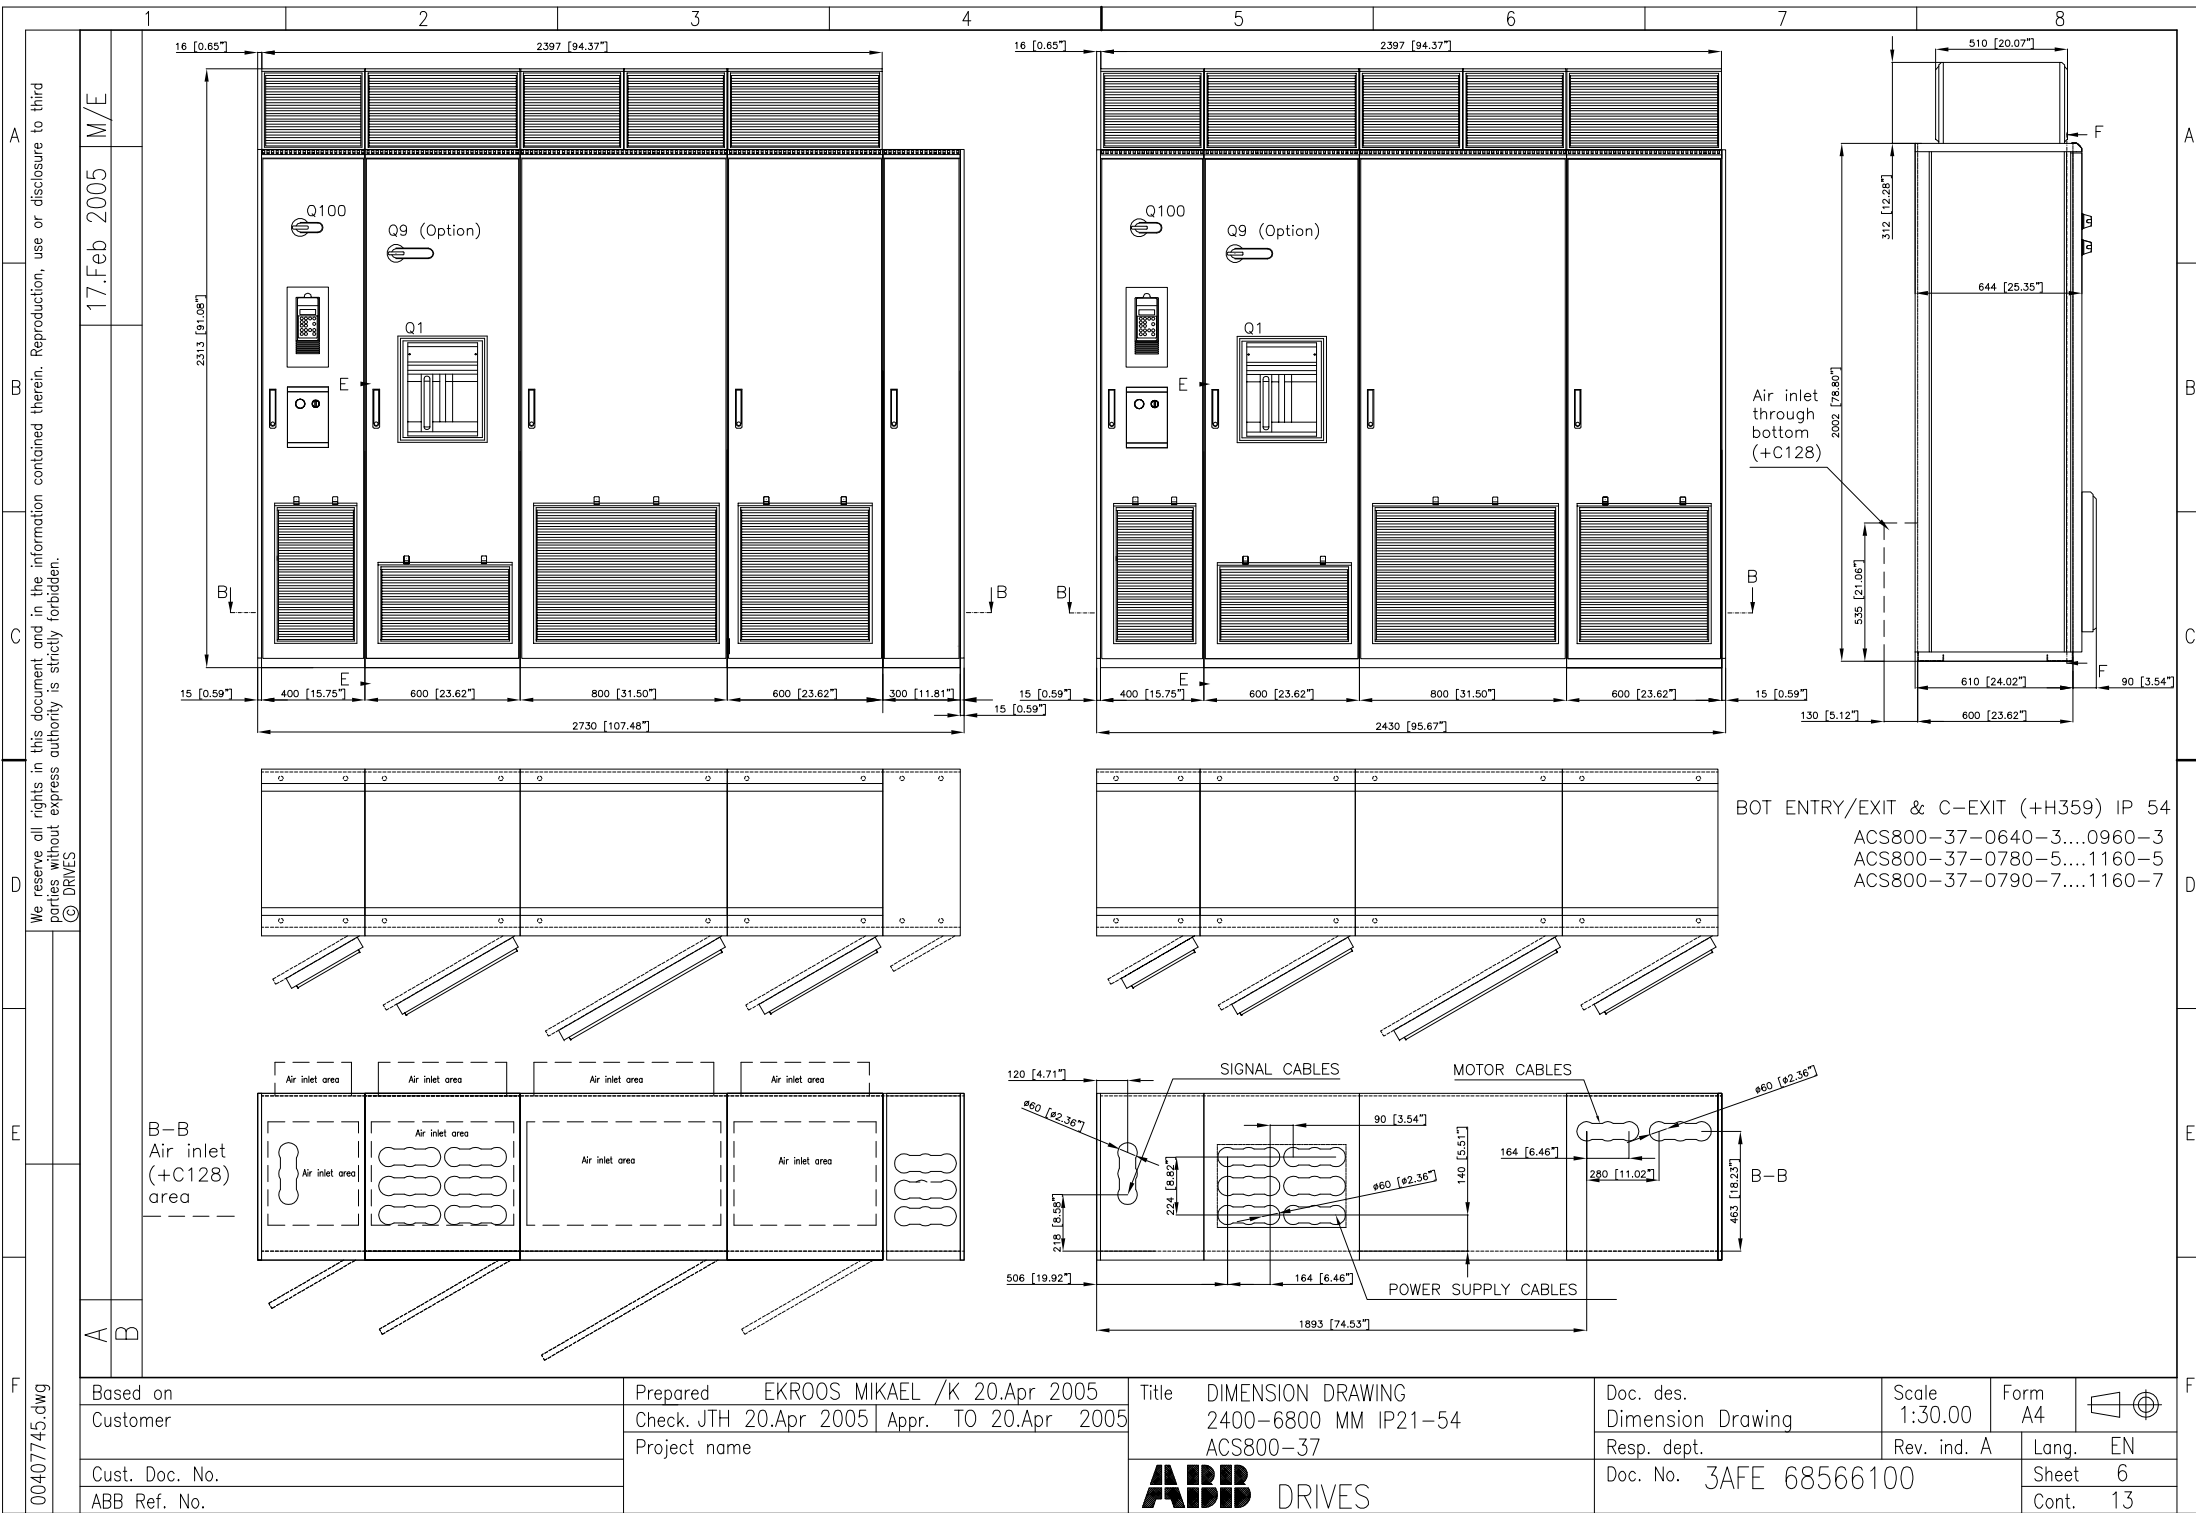 1 2 3 4 5 6 7 8
A
B
C
D
E
F
A
B
C
D
E
F
We reserve all rights in this document and in the information contained therein. Reproduction, use or disclosure to third
parties without express authority is strictly forbidden.
© DRIVES
00407745.dwg
17.Feb 2005 M/E
A
B
16 [0.65"]
2397 [94.37"]
2313 [91.08"]
Q100
Q9 (Option)
Q1
E
B
B
E
15 [0.59"]
400 [15.75"]
600 [23.62"]
800 [31.50"]
600 [23.62"]
300 [11.81"]
15 [0.59"]
2730 [107.48"]
16 [0.65"]
2397 [94.37"]
Q100
Q9 (Option)
Q1
E
B
B
E
15 [0.59"]
400 [15.75"]
600 [23.62"]
800 [31.50"]
600 [23.62"]
15 [0.59"]
2430 [95.67"]
510 [20.07"]
F
312 [12.28"]
644 [25.35"]
2002 [78.80"]
Air inlet
through
bottom
(+C128)
535 [21.06"]
F
610 [24.02"]
90 [3.54"]
130 [5.12"]
600 [23.62"]
BOT ENTRY/EXIT & C-EXIT (+H359) IP 54
ACS800-37-0640-3....0960-3
ACS800-37-0780-5....1160-5
ACS800-37-0790-7....1160-7
B-B
Air inlet
(+C128)
area
Air inlet area
Air inlet area
Air inlet area
Air inlet area
Air inlet area
Air inlet area
Air inlet area
Air inlet area
120 [4.71"]
SIGNAL CABLES
MOTOR CABLES
ø60 [ø2.36"]
ø60 [ø2.36"]
90 [3.54"]
224 [8.82"]
140 [5.51"]
164 [6.46"]
280 [11.02"]
463 [18.23"]
B-B
ø60 [ø2.36"]
218 [8.58"]
506 [19.92"]
164 [6.46"]
POWER SUPPLY CABLES
1893 [74.53"]
Based on
Customer
Cust. Doc. No.
ABB Ref. No.
Prepared EKROOS MIKAEL /K 20.Apr 2005
Check. JTH 20.Apr 2005 Appr. TO 20.Apr 2005
Project name
Title DIMENSION DRAWING
2400-6800 MM IP21-54
ACS800-37
ABB DRIVES
Doc. des.
Dimension Drawing
Resp. dept.
Doc. No. 3AFE 68566100
Scale
1:30.00
Form
A4
Rev. ind. A
Lang. EN
Sheet 6
Cont. 13